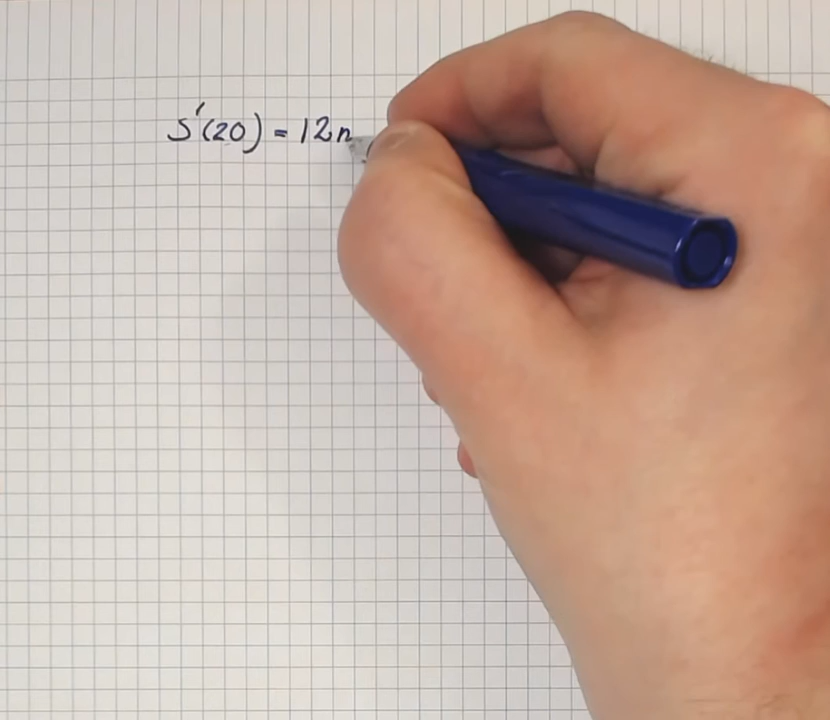 S'(20) = 12n